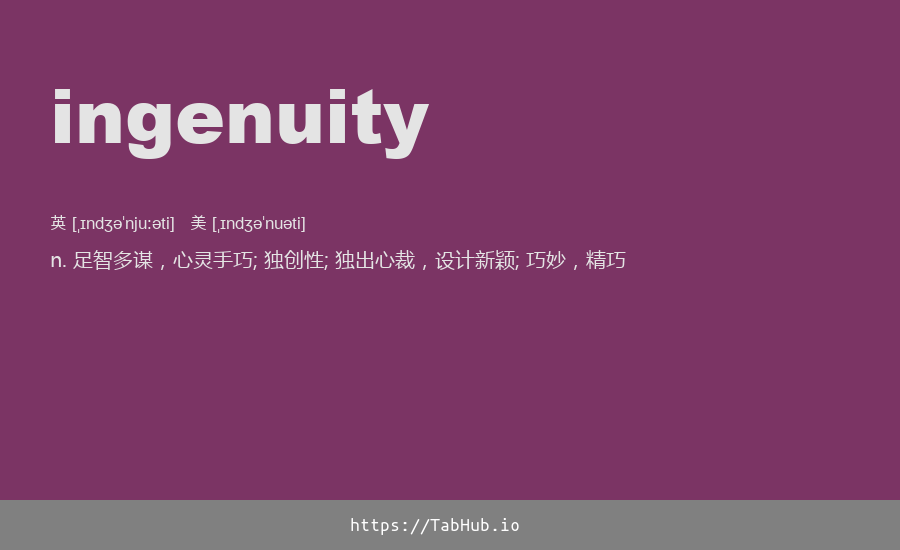 ingenuity
英 [ˌɪndʒəˈnjuːəti] 美 [ˌɪndʒəˈnuəti]
n. 足智多谋，心灵手巧; 独创性; 独出心裁，设计新颖; 巧妙，精巧
https://TabHub.io